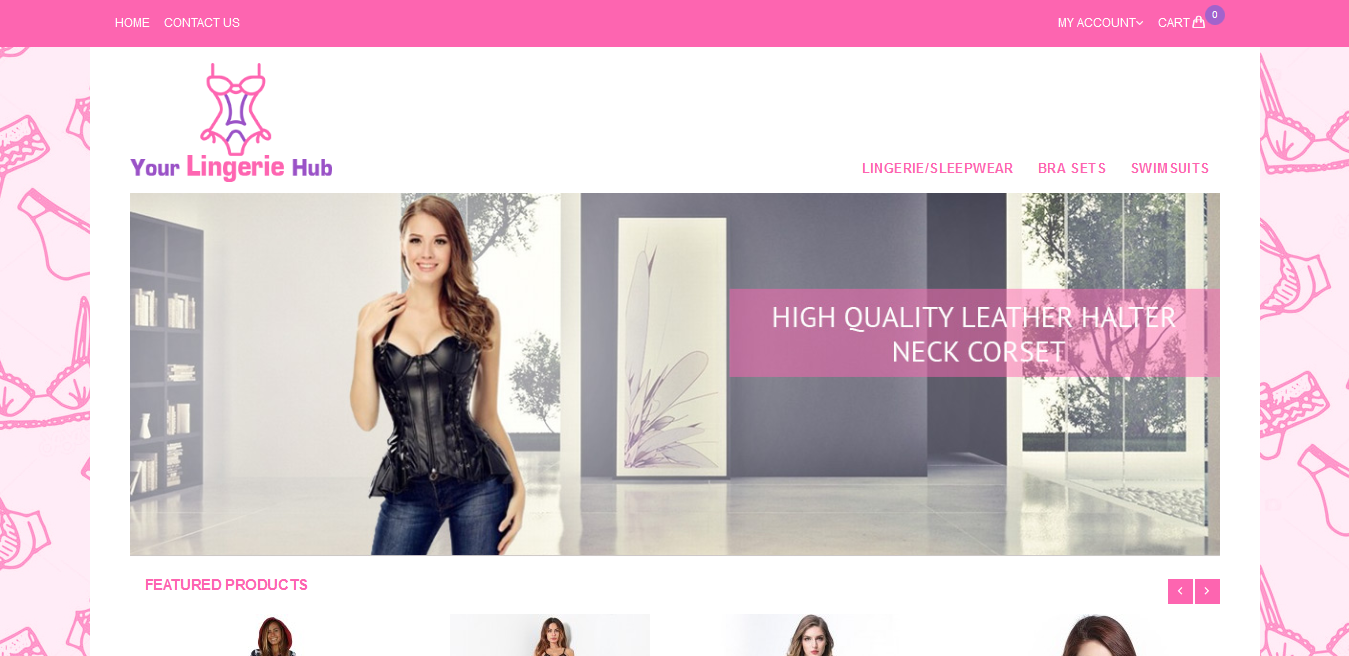 HOME CONTACT US MY ACCOUNT CART 0
Your Lingerie Hub
LINGERIE/SLEEPWEAR BRA SETS SWIMSUITS
HIGH QUALITY LEATHER HALTER
NECK CORSET
FEATURED PRODUCTS